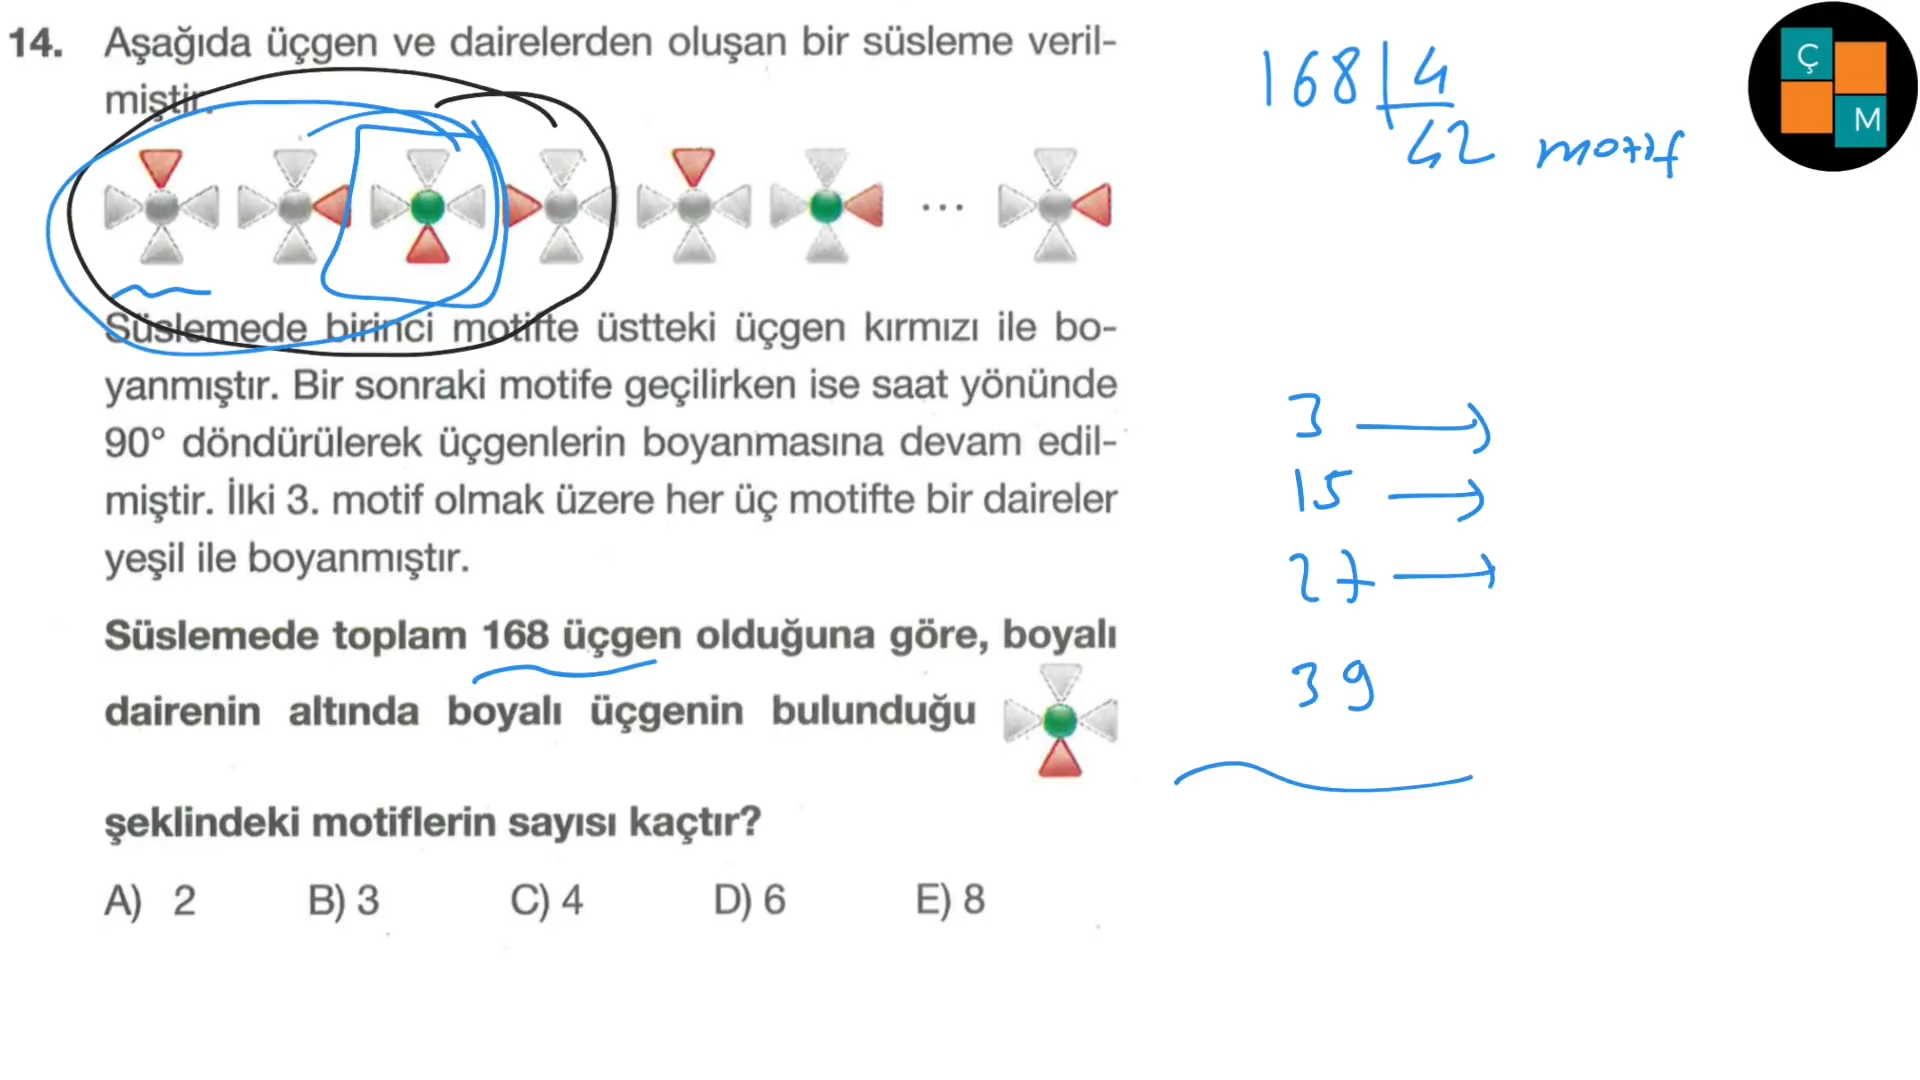 14. Aşağıda üçgen ve dairelerden oluşan bir süsleme veril-
miştir.
...
Süslemede birinci motifte üstteki üçgen kırmızı ile bo-
yanmıştır. Bir sonraki motife geçilirken ise saat yönünde
90° döndürülerek üçgenlerin boyanmasına devam edil-
miştir. İlki 3. motif olmak üzere her üç motifte bir daireler
yeşil ile boyanmıştır.
Süslemede toplam 168 üçgen olduğuna göre, boyalı
dairenin altında boyalı üçgenin bulunduğu
şeklindeki motiflerin sayısı kaçtır?
A) 2 B) 3 C) 4 D) 6 E) 8
168 | 4
42 motif
3 →
15 →
27 →
39
Ç
M